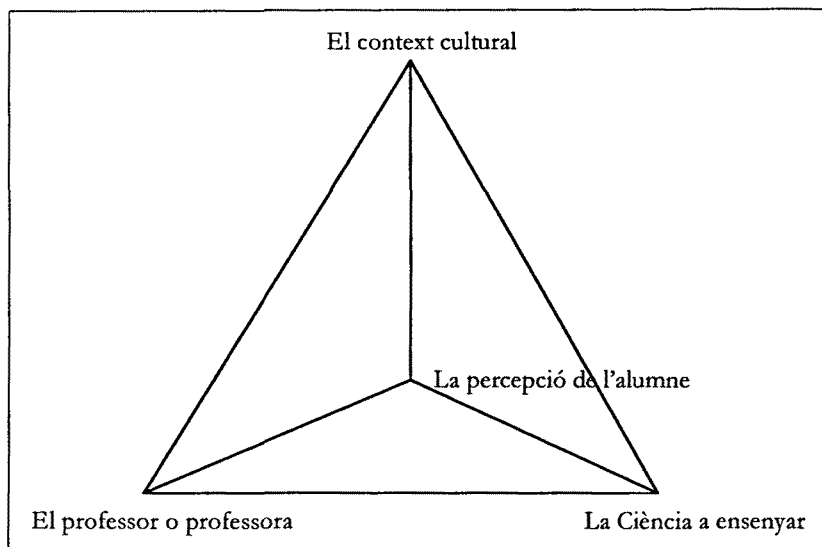 El context cultural
La percepció de l'alumne
El professor o professora
La Ciència a ensenyar